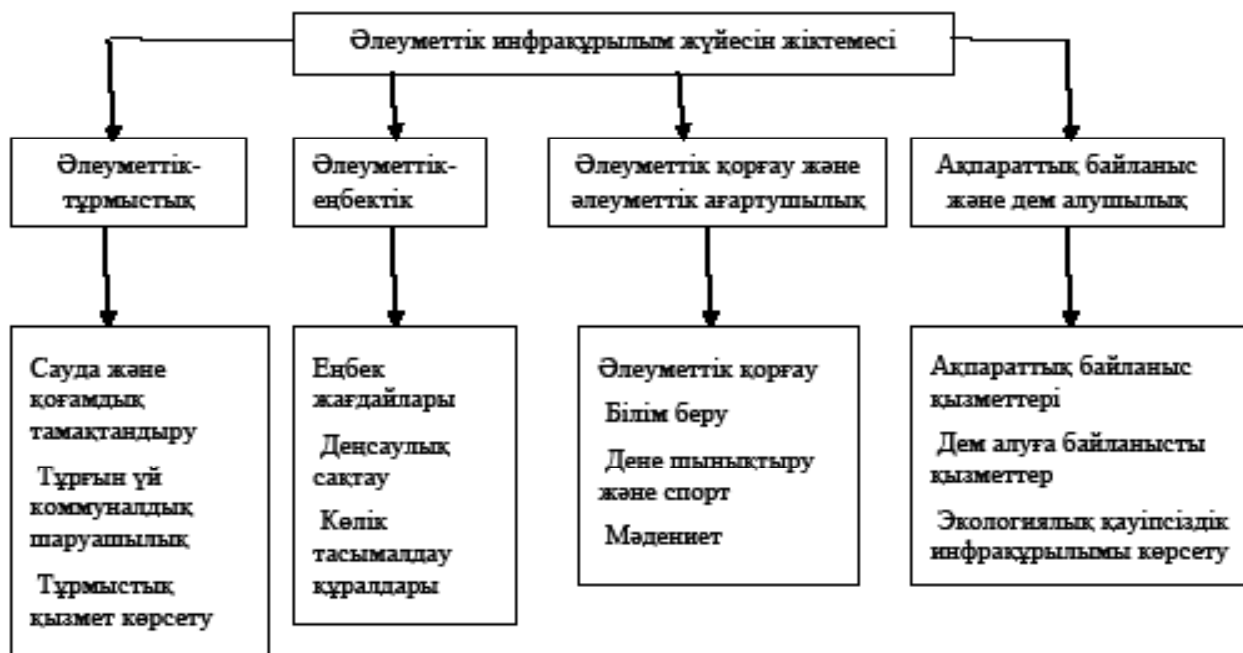 Әлеуметтік инфрақұрылым жүйесін жіктемесі
Әлеуметтік-
тұрмыстық
Әлеуметтік-
еңбектік
Әлеуметтік қорғау және
әлеуметтік ағартушылық
Ақпараттық байланыс
және дем алушылық
Сауда және
қоғамдық
тамақтандыру
Тұрғын үй
коммуналдық
шаруашылық
Тұрмыстық
қызмет көрсету
Еңбек
жағдайлары
Деңсаулық
сақтау
Көлік
тасымалдау
құралдары
Әлеуметтік қорғау
Білім беру
Дене шынықтыру
және спорт
Мәдениет
Ақпараттық байланыс
қызметтері
Дем алуға байланысты
қызметтер
Экологиялық қауіпсіздік
инфрақұрылымы көрсету